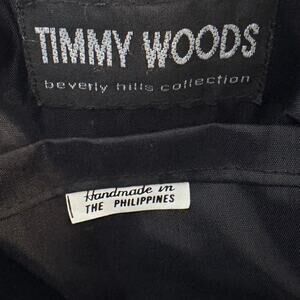 TIMMY WOODS
beverly hills collection
Handmade in
THE PHILIPPINES